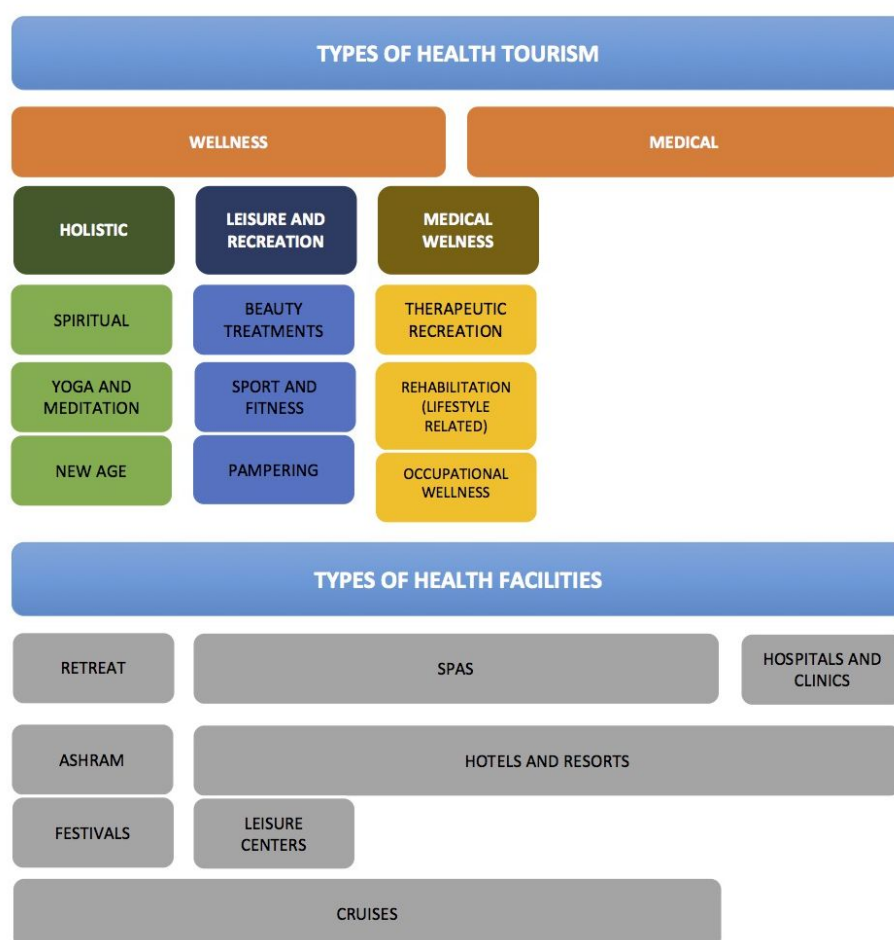 TYPES OF HEALTH TOURISM
WELLNESS
MEDICAL
HOLISTIC
LEISURE AND
RECREATION
MEDICAL
WELNESS
SPIRITUAL
BEAUTY
TREATMENTS
THERAPEUTIC
RECREATION
YOGA AND
MEDITATION
SPORT AND
FITNESS
REHABILITATION
(LIFESTYLE
RELATED)
NEW AGE
PAMPERING
OCCUPATIONAL
WELLNESS
TYPES OF HEALTH FACILITIES
RETREAT
SPAS
HOSPITALS AND
CLINICS
ASHRAM
HOTELS AND RESORTS
FESTIVALS
LEISURE
CENTERS
CRUISES